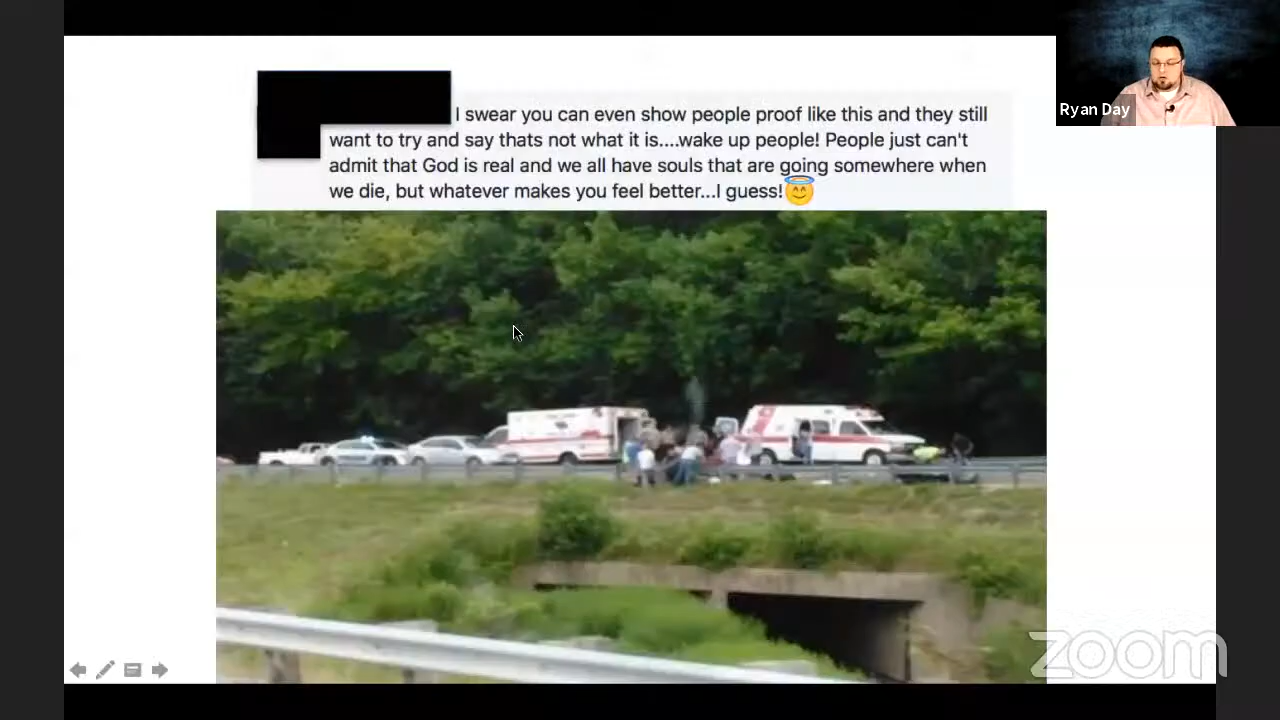 I swear you can even show people proof like this and they still
want to try and say thats not what it is....wake up people! People just can't
admit that God is real and we all have souls that are going somewhere when
we die, but whatever makes you feel better...I guess!
Ryan Day
zoom